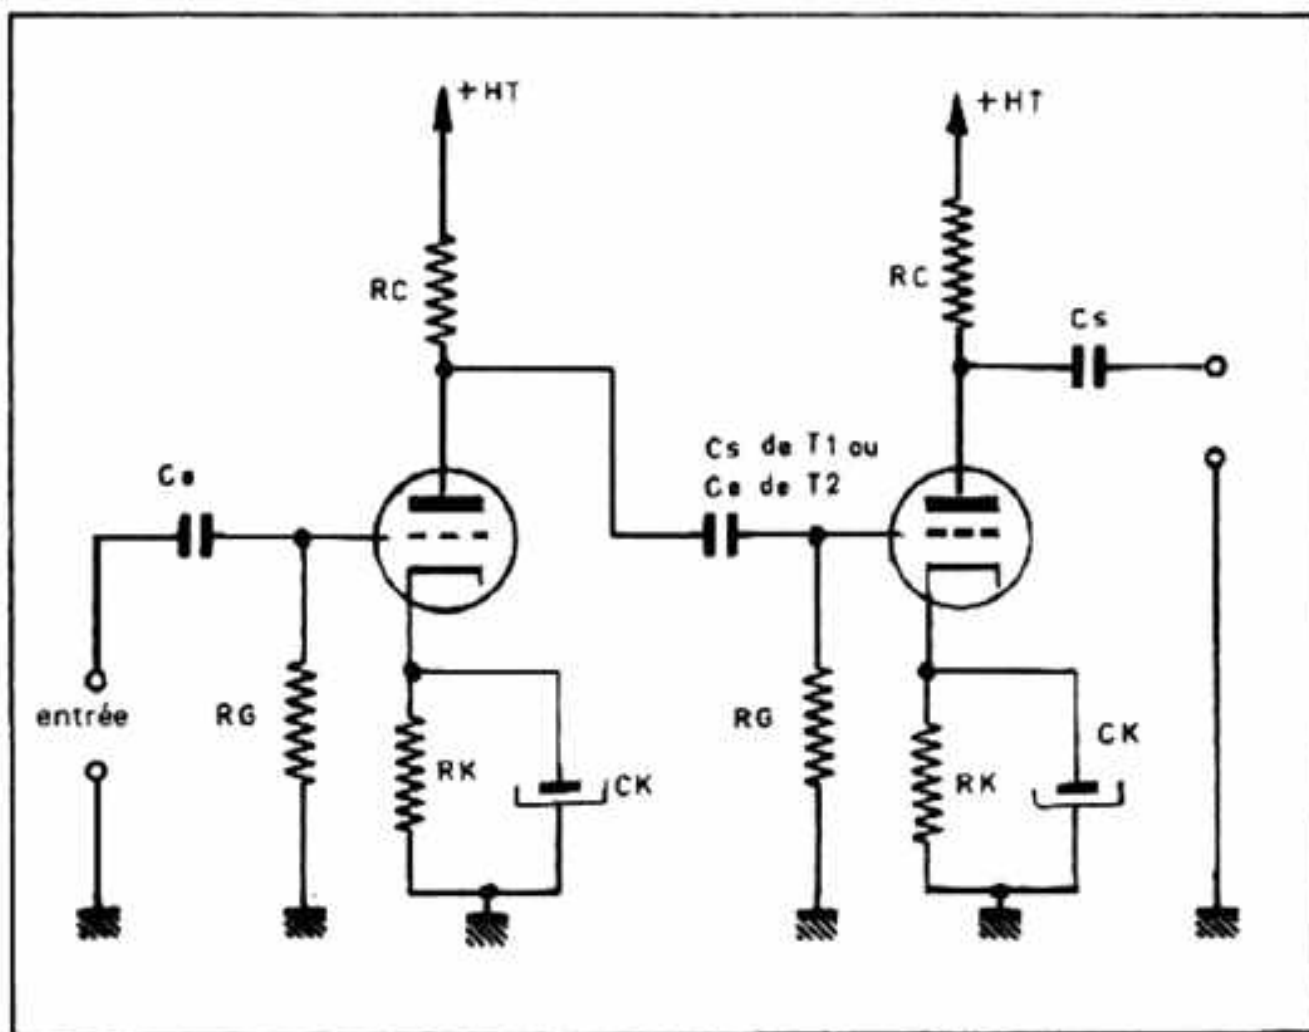 +HT
+HT
RC
RC
Cs
Ce
Cs de T1 ou
Ce de T2
entrée
RG
RK
CK
RG
RK
CK